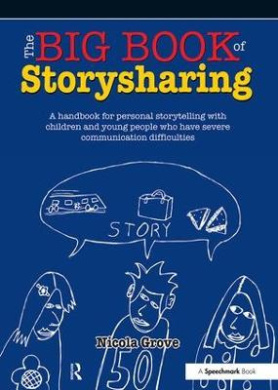 The BIG BOOK of
Storysharing
A handbook for personal storytelling with
children and young people who have severe
communication difficulties
STORY
Nicola Grove
50
R
A Speechmark Book